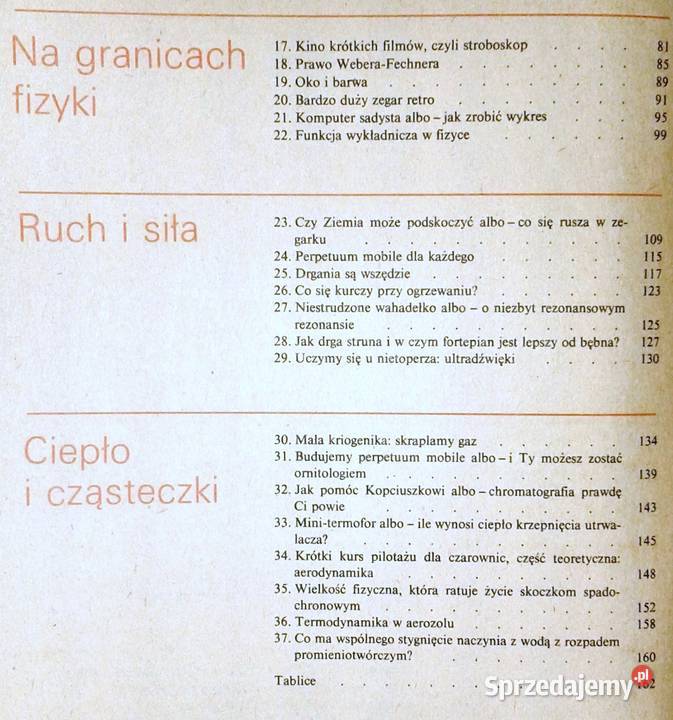 Na granicach
fizyki
17. Kino krótkich filmów, czyli stroboskop . . . . 81
18. Prawo Webera-Fechnera . . . . . . . 85
19. Oko i barwa . . . . . . . . . . 89
20. Bardzo duży zegar retro . . . . . . . 91
21. Komputer sadysta albo – jak zrobić wykres . . . 95
22. Funkcja wykładnicza w fizyce . . . . . 99
Ruch i siła
23. Czy Ziemia może podskoczyć albo – co się rusza w ze-
garku . . . . . . . . . . 109
24. Perpetuum mobile dla każdego . . . . . 115
25. Drgania są wszędzie . . . . . . . . 117
26. Co się kurczy przy ogrzewaniu? . . . . . 123
27. Niestrudzone wahadełko albo – o niezbyt rezonansowym
rezonansie . . . . . . . . . 125
28. Jak drga struna i w czym fortepian jest lepszy od bębna? 127
29. Uczymy się u nietoperza: ultradźwięki . . . . 130
Ciepło
i cząsteczki
30. Mała kriogenika: skraplamy gaz . . . . . . 134
31. Budujemy perpetuum mobile albo – i Ty możesz zostać
ornitologiem . . . . . . . . . 139
32. Jak pomóc Kopciuszkowi albo – chromatografia prawdę
Ci powie . . . . . . . . . . 143
33. Mini-termofor albo – ile wynosi ciepło krzepnięcia utrwa-
lacza? . . . . . . . . . . 145
34. Krótki kurs pilotażu dla czarownic, część teoretyczna:
aerodynamika . . . . . . . . . 148
35. Wielkość fizyczna, która ratuje życie skoczkom spado-
chronowym . . . . . . . . . 152
36. Termodynamika w aerozolu . . . . . . 158
37. Co ma wspólnego stygnięcie naczynia z wodą z rozpadem
promieniotwórczym? . . . . . . . 160
Tablice . . . . . . . . . . .
Sprzedajemy.pl